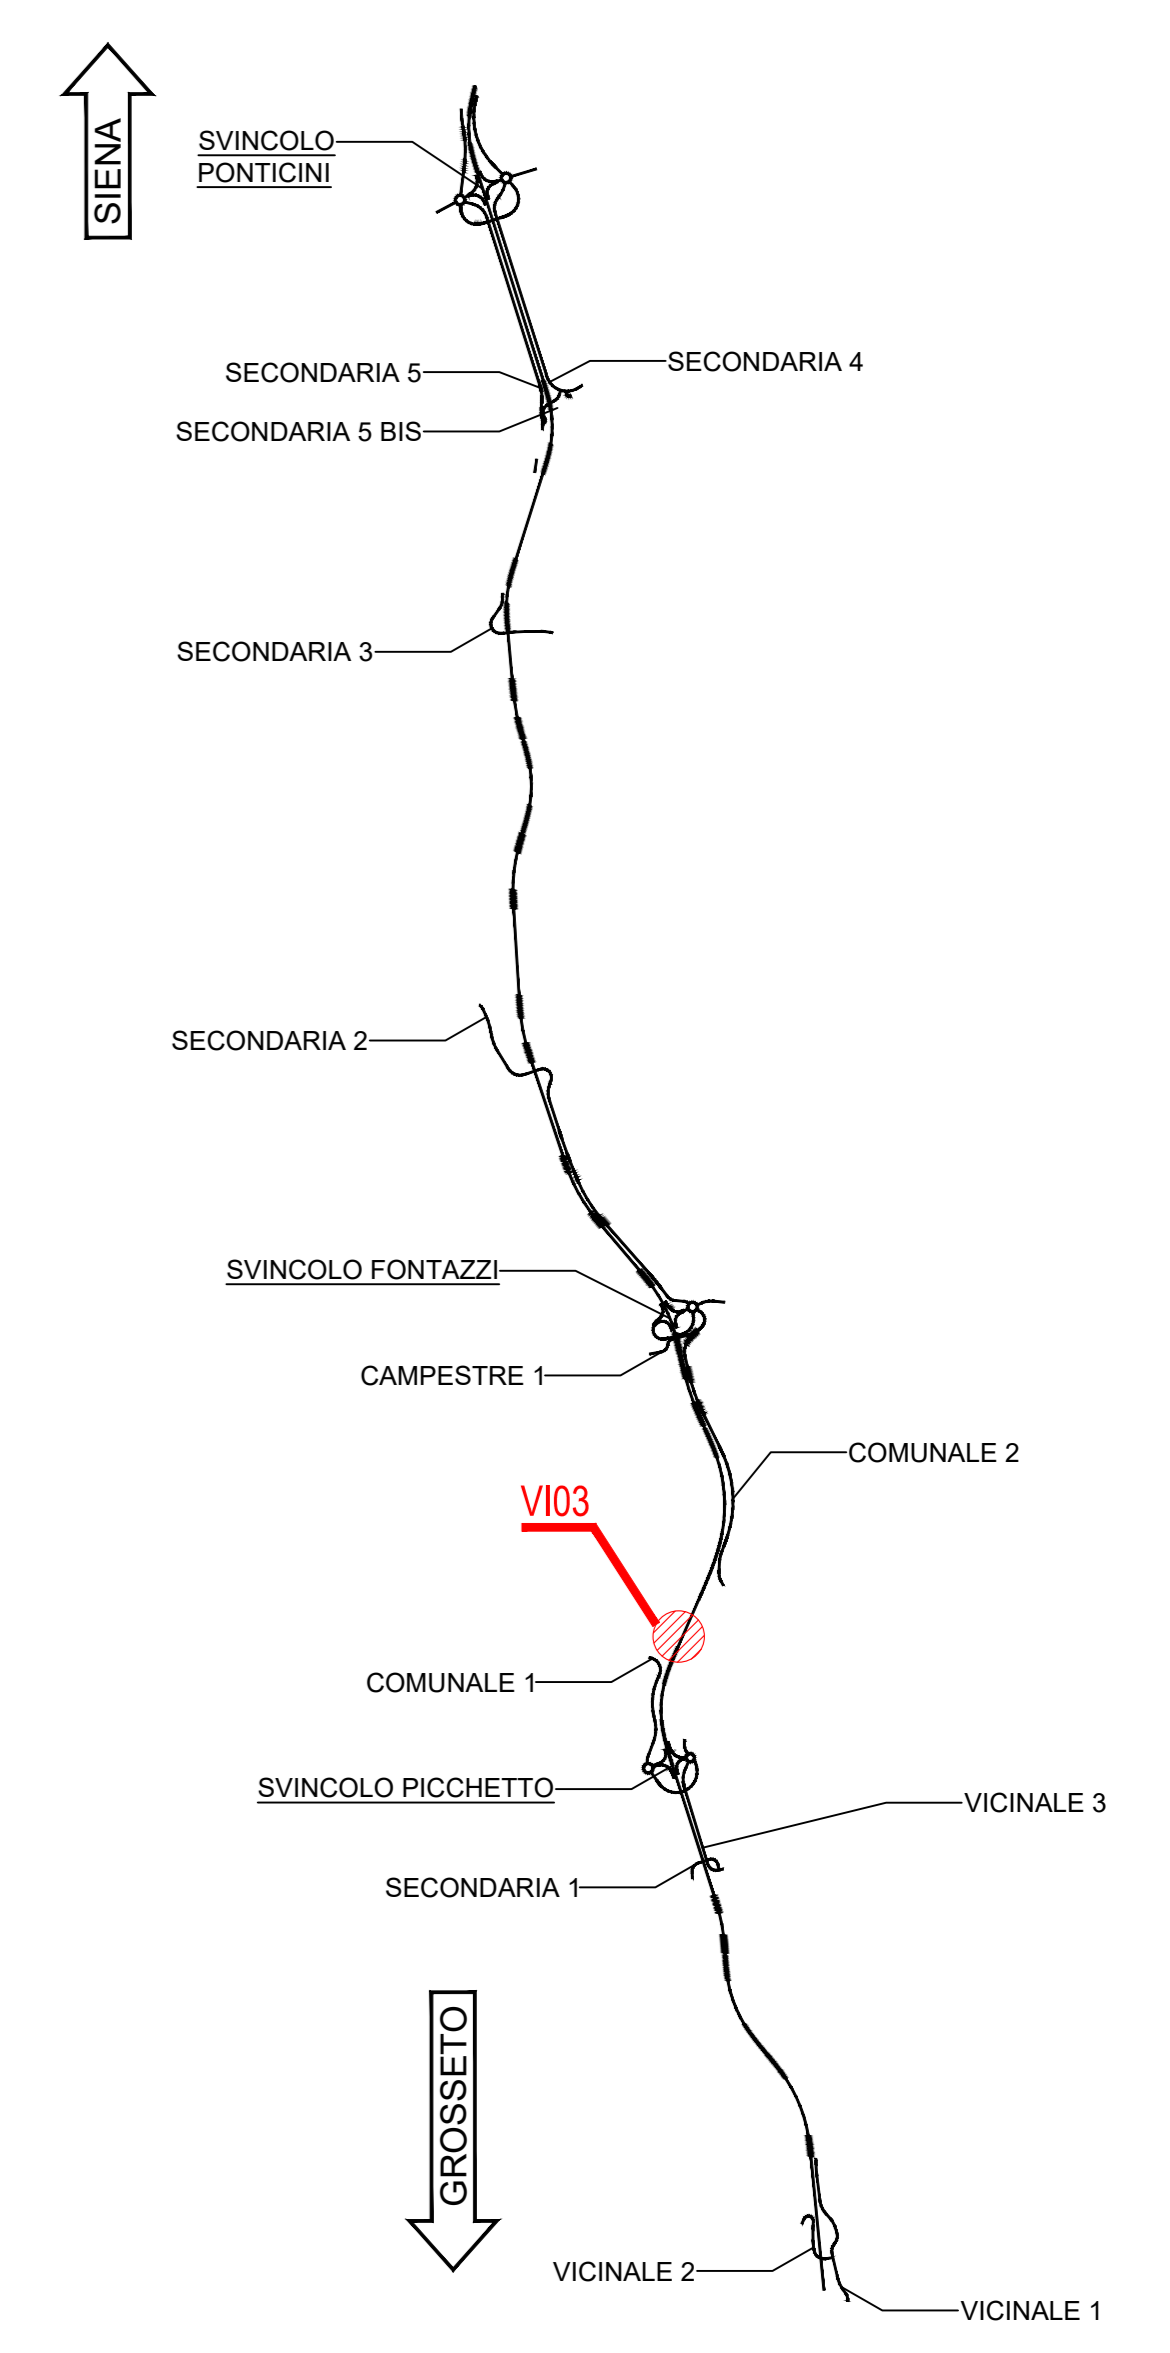 SIENA
SVINCOLO
PONTICINI
SECONDARIA 4
SECONDARIA 5
SECONDARIA 5 BIS
SECONDARIA 3
SECONDARIA 2
SVINCOLO FONTAZZI
CAMPESTRE 1
COMUNALE 2
VI03
COMUNALE 1
SVINCOLO PICCHETTO
VICINALE 3
SECONDARIA 1
GROSSETO
VICINALE 2
VICINALE 1